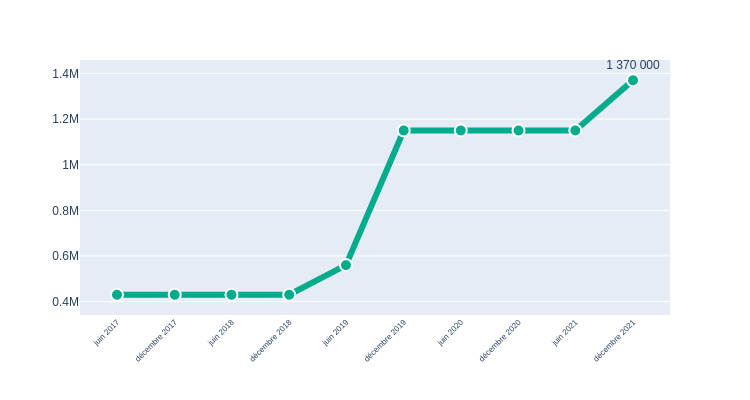 1 370 000
1.4M
1.2M
1M
0.8M
0.6M
0.4M
juin 2017
décembre 2017
juin 2018
décembre 2018
juin 2019
décembre 2019
juin 2020
décembre 2020
juin 2021
décembre 2021